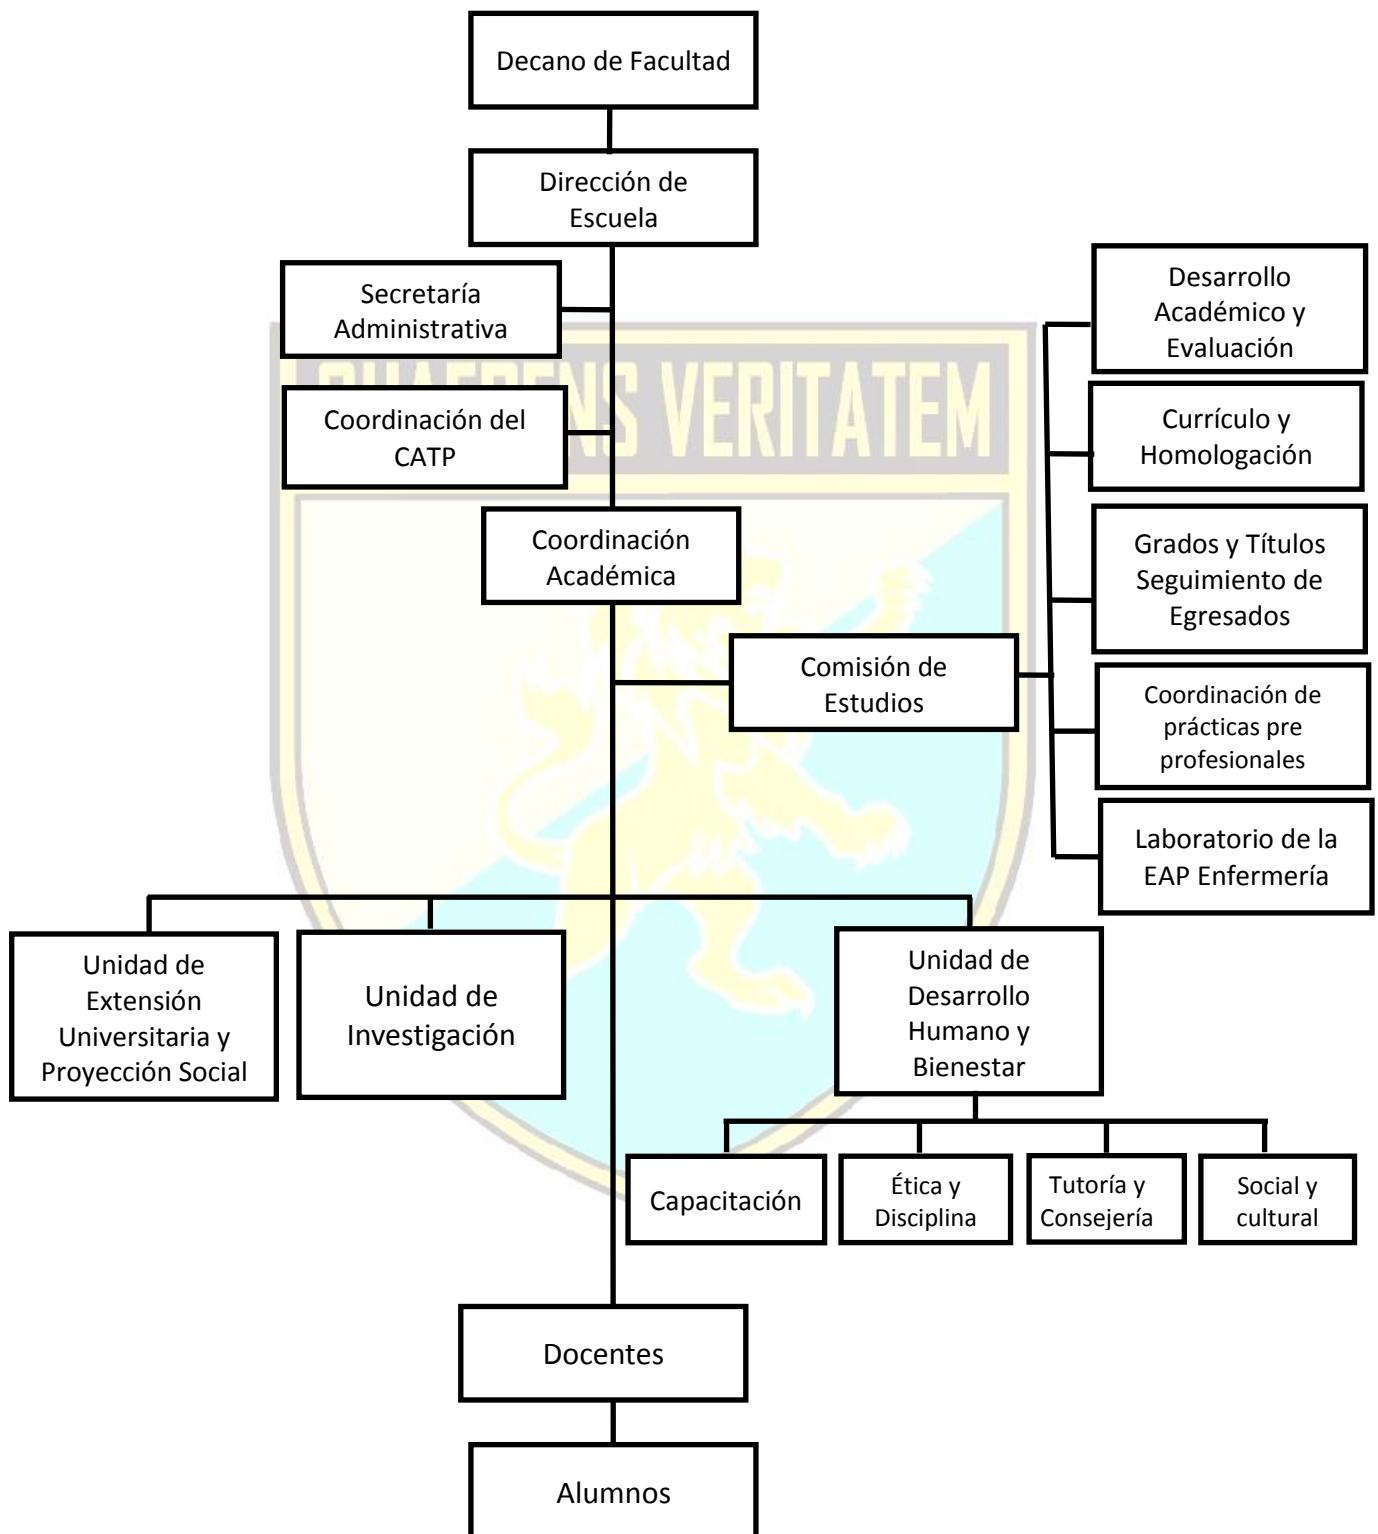 Decano de Facultad
Dirección de
Escuela
Secretaría
Administrativa
Desarrollo
Académico y
Evaluación
QUAERENS VERITATEM
Coordinación del
CATP
Currículo y
Homologación
Coordinación
Académica
Grados y Títulos
Seguimiento de
Egresados
Comisión de
Estudios
Coordinación de
prácticas pre
profesionales
Laboratorio de la
EAP Enfermería
Unidad de
Extensión
Universitaria y
Proyección Social
Unidad de
Investigación
Unidad de
Desarrollo
Humano y
Bienestar
Capacitación
Ética y
Disciplina
Tutoría y
Consejería
Social y
cultural
Docentes
Alumnos